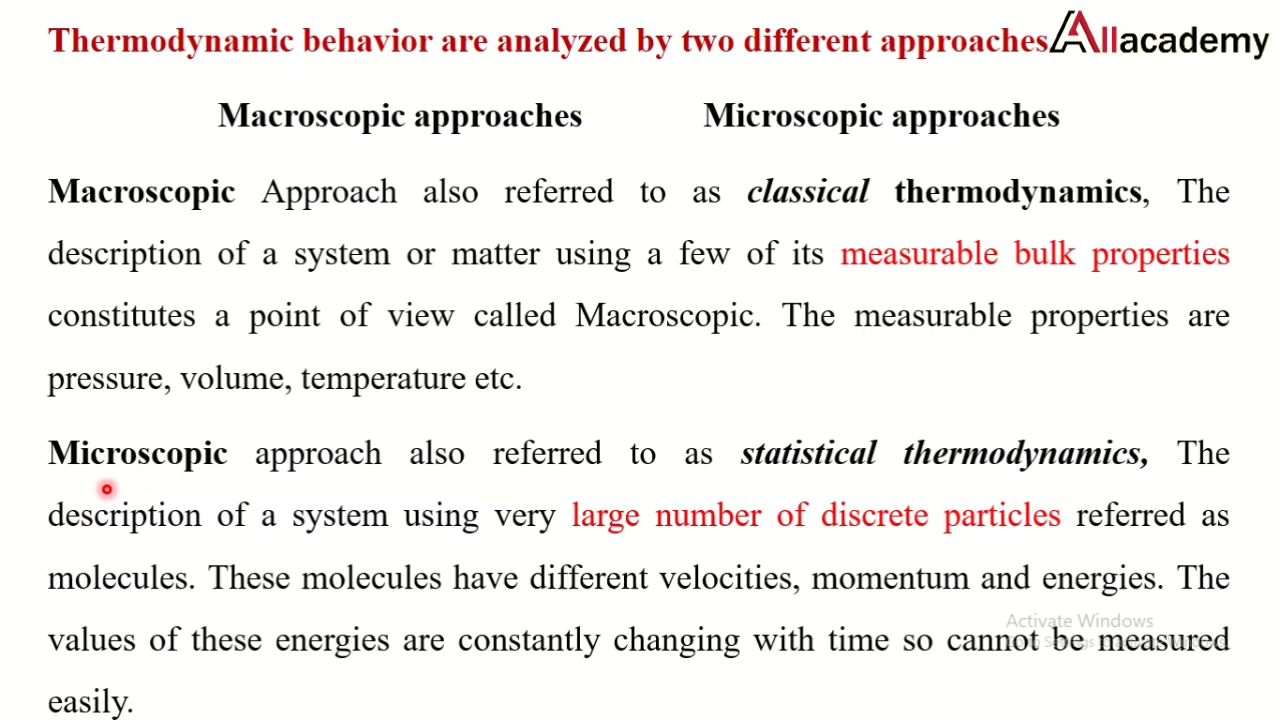 Thermodynamic behavior are analyzed by two different approaches
Allacademy
Macroscopic approaches Microscopic approaches
Macroscopic Approach also referred to as classical thermodynamics, The
description of a system or matter using a few of its measurable bulk properties
constitutes a point of view called Macroscopic. The measurable properties are
pressure, volume, temperature etc.
Microscopic approach also referred to as statistical thermodynamics, The
description of a system using very large number of discrete particles referred as
molecules. These molecules have different velocities, momentum and energies. The
Activate Windows
values of these energies are constantly changing with time so cannot be measured
easily.